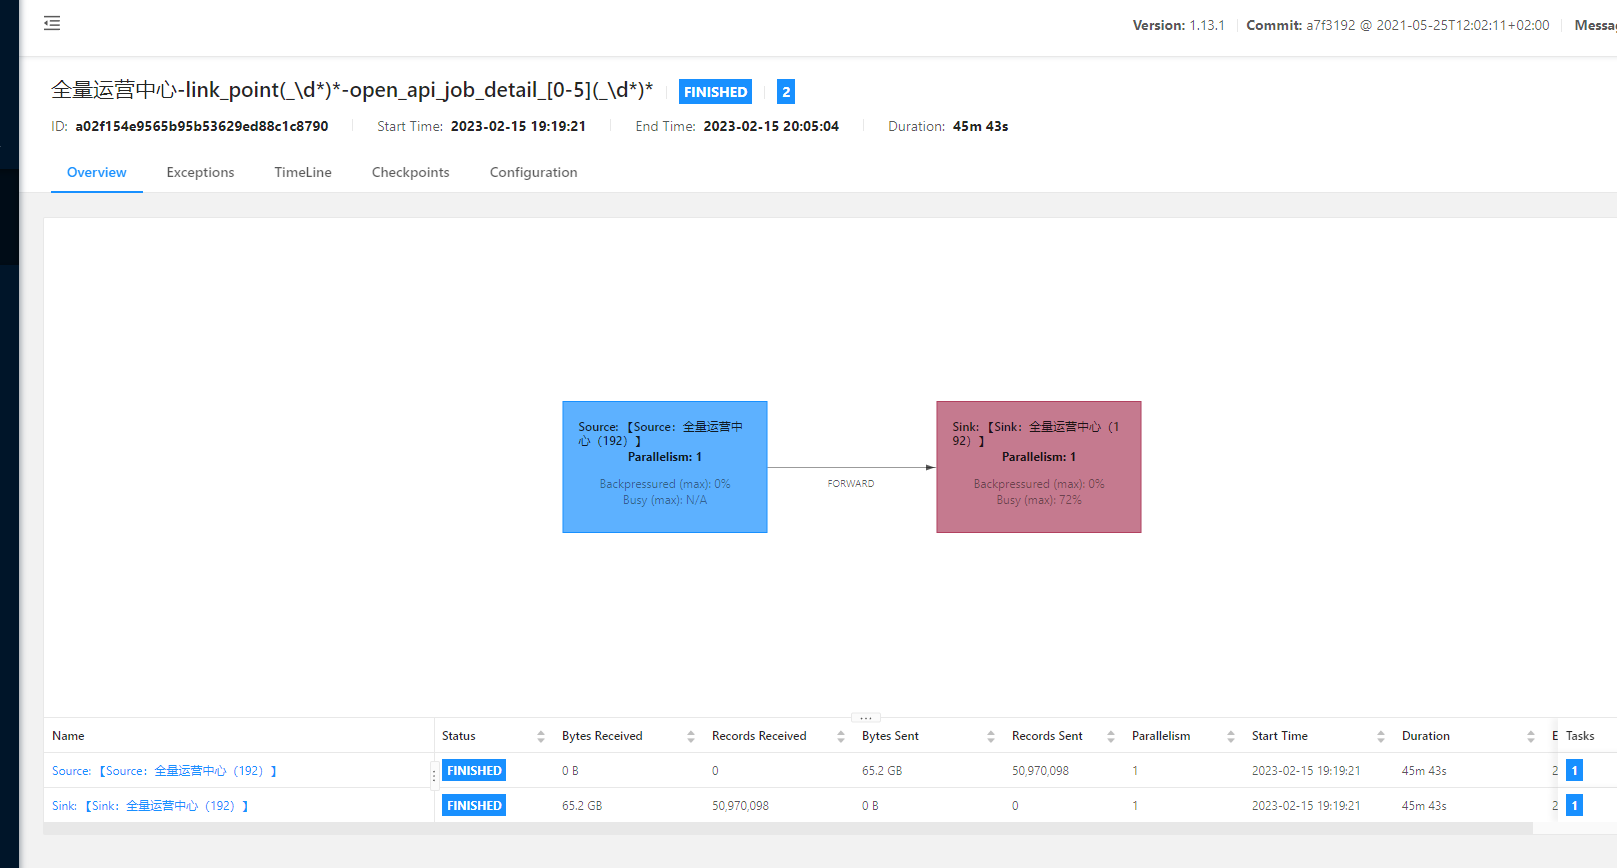 Version: 1.13.1 Commit: a7f3192 @ 2021-05-25T12:02:11+02:00 Messa
全量运营中心-link_point(_\d*)*-open_api_job_detail_[0-5](_\d*)* FINISHED 2
ID: a02f154e9565b95b53629ed88c1c8790 Start Time: 2023-02-15 19:19:21 End Time: 2023-02-15 20:05:04 Duration: 45m 43s
Overview Exceptions TimeLine Checkpoints Configuration
Source: 【Source：全量运营中
心（192）】
Parallelism: 1
Backpressured (max): 0%
Busy (max): N/A
FORWARD
Sink: 【Sink：全量运营中心（1
92）】
Parallelism: 1
Backpressured (max): 0%
Busy (max): 72%
Name Status Bytes Received Records Received Bytes Sent Records Sent Parallelism Start Time Duration E Tasks
Source: 【Source：全量运营中心（192）】 FINISHED 0 B 0 65.2 GB 50,970,098 1 2023-02-15 19:19:21 45m 43s 2 1
Sink: 【Sink：全量运营中心（192）】 FINISHED 65.2 GB 50,970,098 0 B 0 1 2023-02-15 19:19:21 45m 43s 2 1